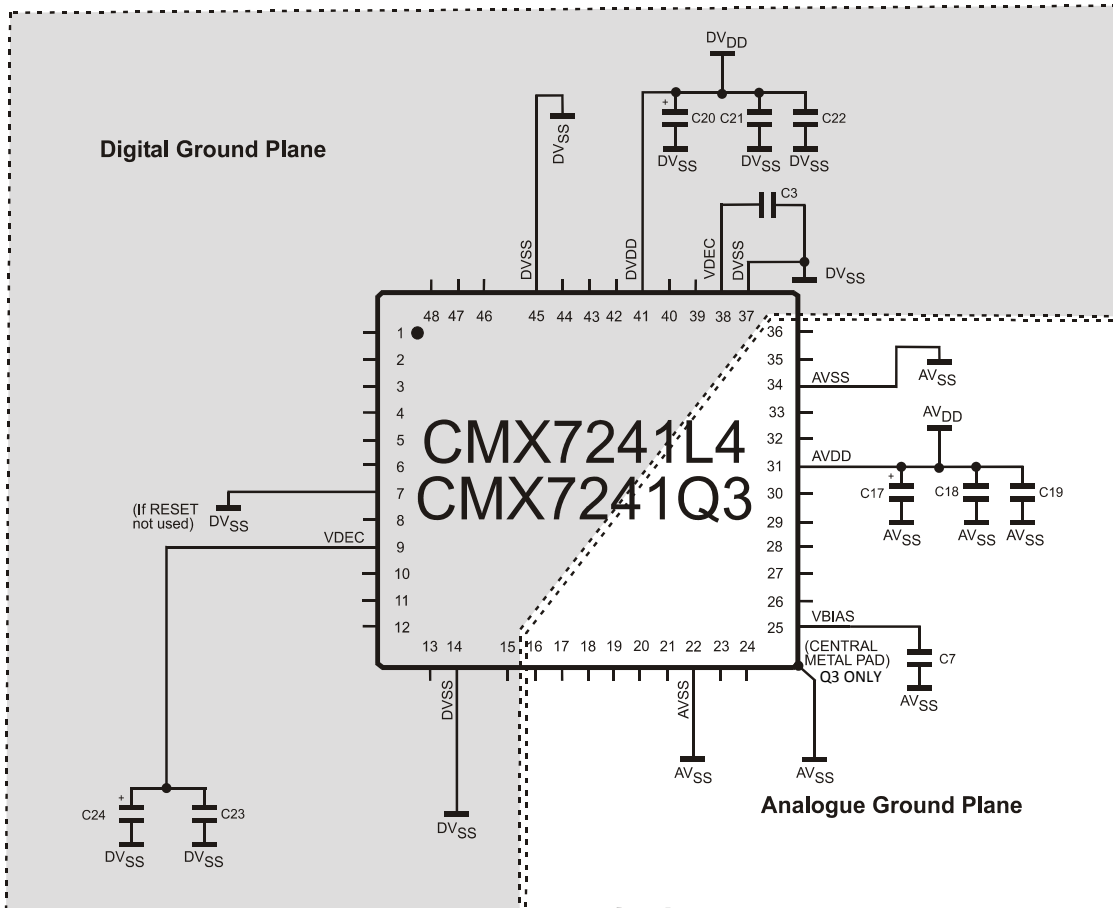 DVDD
C20
C21
C22
DVSS
DVSS
DVSS
DVSS
Digital Ground Plane
C3
DVSS
DVDD
VDEC
DVSS
DVSS
48 47 46 45 44 43 42 41 40 39 38 37
1
2
3
4
5
6
7
8
9
10
11
12
36
35
34
33
32
31
30
29
28
27
26
25
CMX7241L4
CMX7241Q3
AVSS
AVSS
AVDD
AVDD
+
C17
C18
C19
AVSS
AVSS
AVSS
(If RESET
not used)
DVSS
VDEC
VBIAS
(CENTRAL
METAL PAD)
Q3 ONLY
C7
AVSS
13 14 15 16 17 18 19 20 21 22 23 24
DVSS
AVSS
AVSS
AVSS
Analogue Ground Plane
+
C24
C23
DVSS
DVSS
DVSS